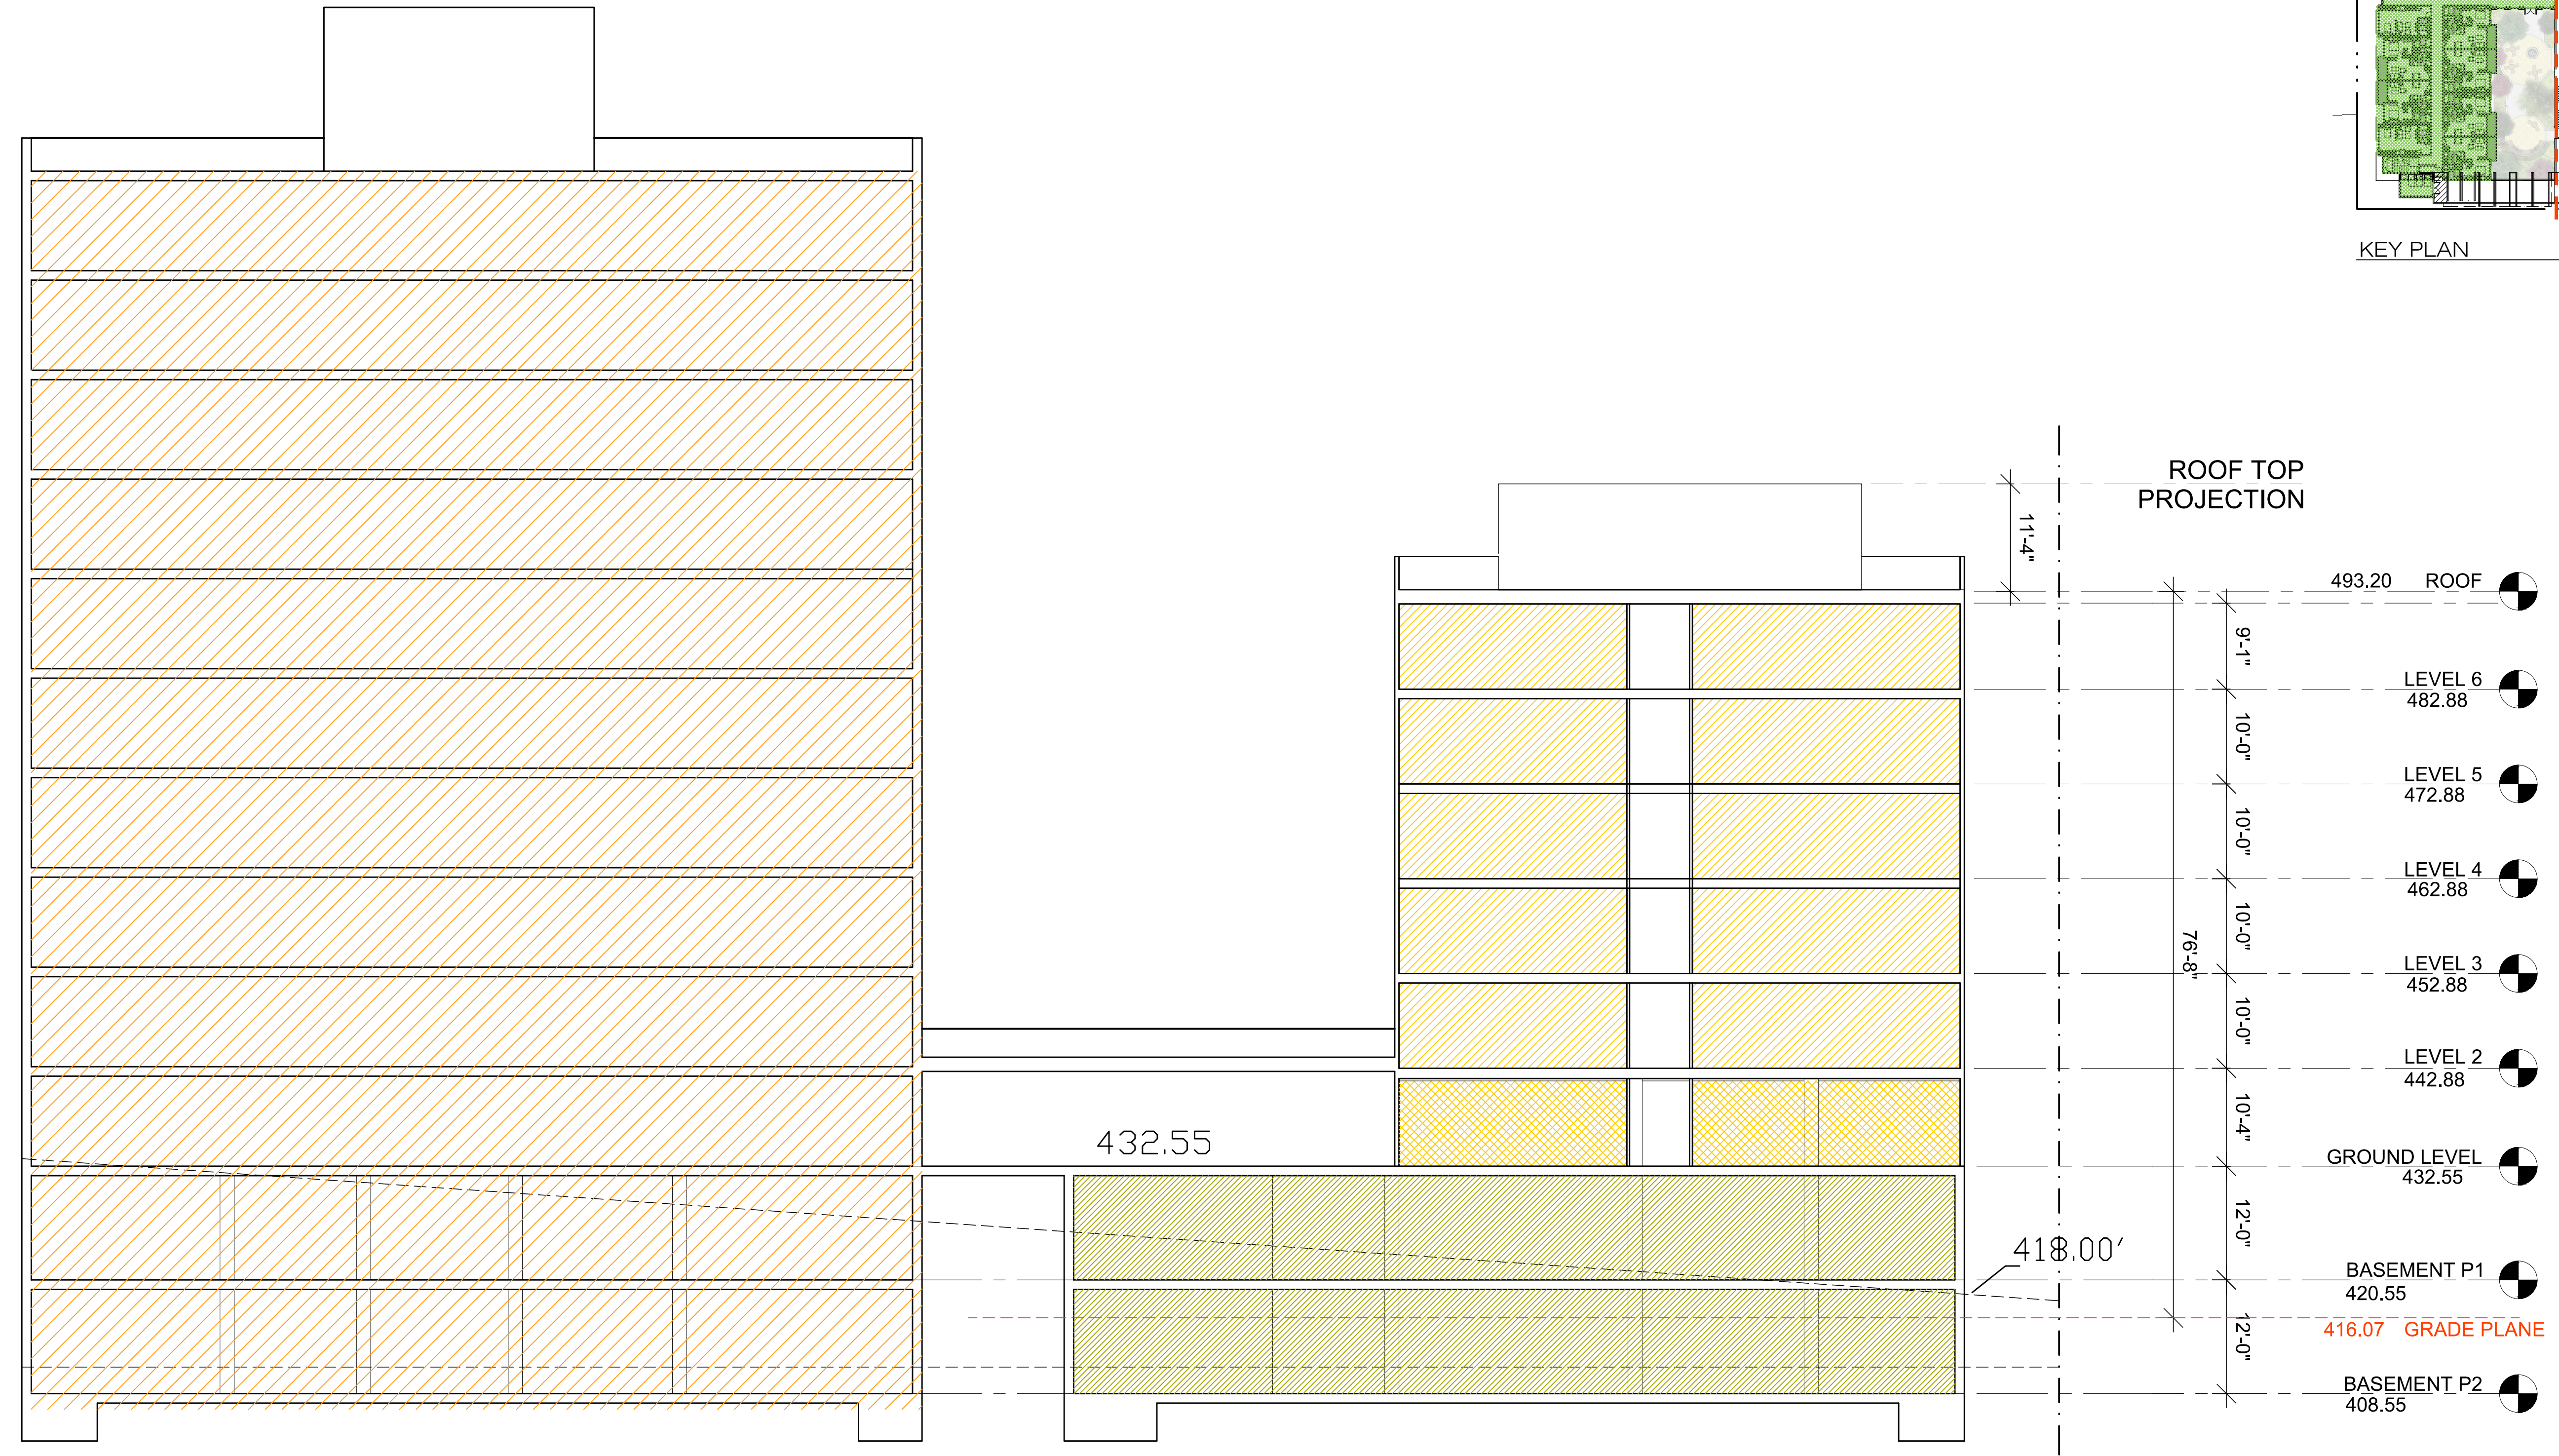 KEY PLAN
ROOF TOP
PROJECTION
11'-4"
493.20 ROOF
9'-1"
LEVEL 6
482.88
10'-0"
LEVEL 5
472.88
10'-0"
LEVEL 4
462.88
10'-0"
76'-8"
LEVEL 3
452.88
10'-0"
LEVEL 2
442.88
10'-4"
432.55
GROUND LEVEL
432.55
12'-0"
418.00'
BASEMENT P1
420.55
416.07 GRADE PLANE
12'-0"
BASEMENT P2
408.55